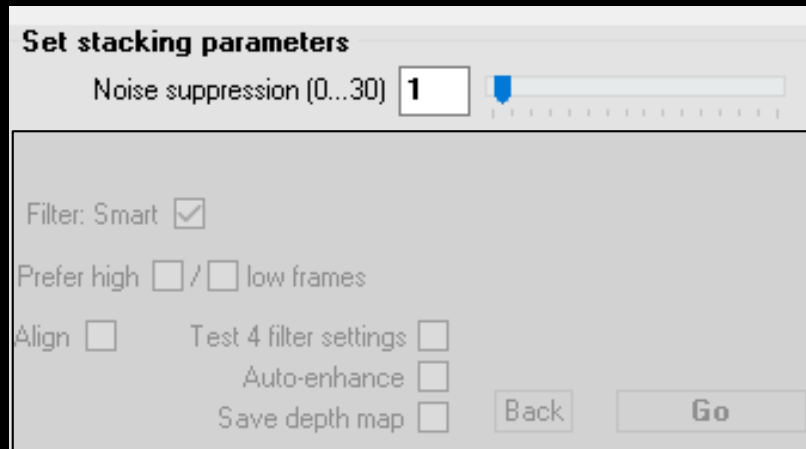 Set stacking parameters
Noise suppression (0...30) 1
Filter: Smart
Prefer high / low frames
Align Test 4 filter settings
Auto-enhance
Save depth map Back Go